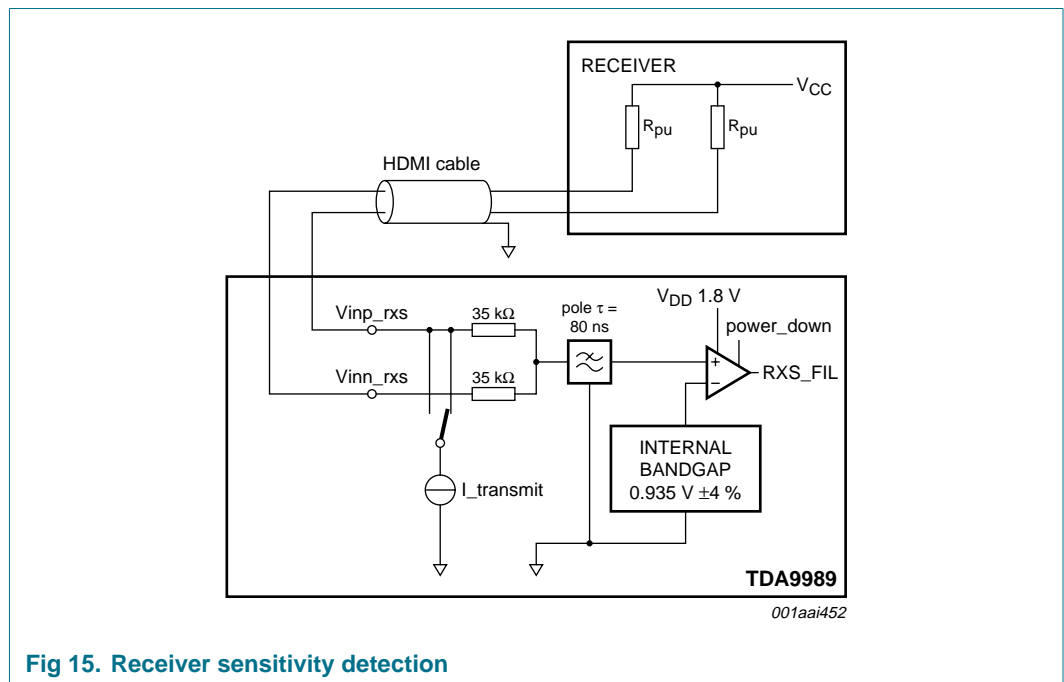 RECEIVER
V_CC
R_pu
R_pu
HDMI cable
V_DD 1.8 V
pole τ =
80 ns
power_down
Vinp_rxs
35 kΩ
+
−
RXS_FIL
Vinn_rxs
35 kΩ
INTERNAL
BANDGAP
0.935 V ±4 %
I_transmit
TDA9989
001aai452
Fig 15. Receiver sensitivity detection